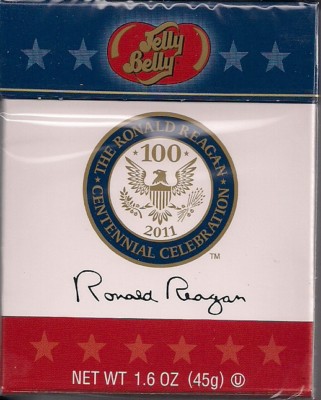 Jelly
Belly
THE RONALD REAGAN
CENTENNIAL CELEBRATION
100
2011
TM
Ronald Reagan
NET WT 1.6 OZ (45g) U